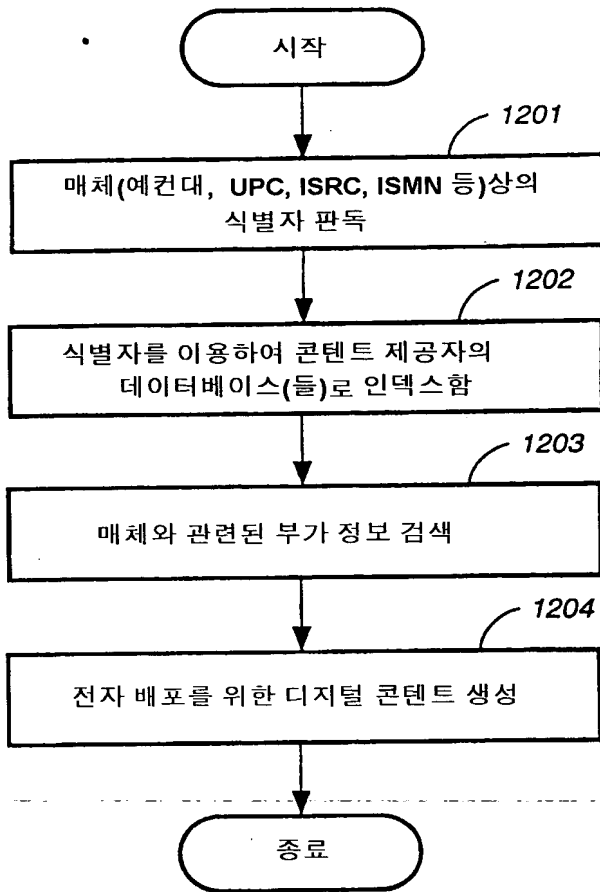 시작
1201
매체(예컨대, UPC, ISRC, ISMN 등)상의
식별자 판독
1202
식별자를 이용하여 콘텐트 제공자의
데이터베이스(들)로 인덱스함
1203
매체와 관련된 부가 정보 검색
1204
전자 배포를 위한 디지털 콘텐트 생성
종료